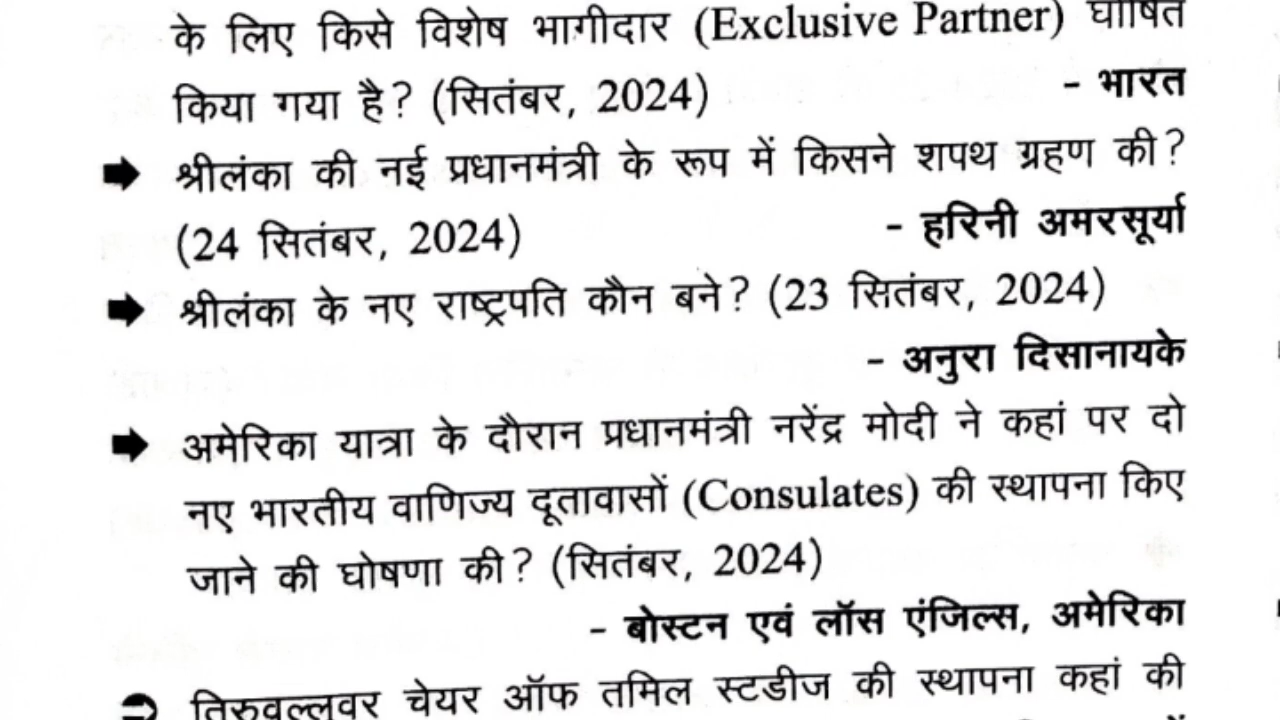 के लिए किसे विशेष भागीदार (Exclusive Partner) घोषित
किया गया है? (सितंबर, 2024) - भारत
➡ श्रीलंका की नई प्रधानमंत्री के रूप में किसने शपथ ग्रहण की?
(24 सितंबर, 2024) - हरिनी अमरसूर्या
➡ श्रीलंका के नए राष्ट्रपति कौन बने? (23 सितंबर, 2024)
- अनुरा दिसानायके
➡ अमेरिका यात्रा के दौरान प्रधानमंत्री नरेंद्र मोदी ने कहां पर दो
नए भारतीय वाणिज्य दूतावासों (Consulates) की स्थापना किए
जाने की घोषणा की? (सितंबर, 2024)
- बोस्टन एवं लॉस एंजिल्स, अमेरिका
➲ तिरुवल्लुवर चेयर ऑफ तमिल स्टडीज की स्थापना कहां की